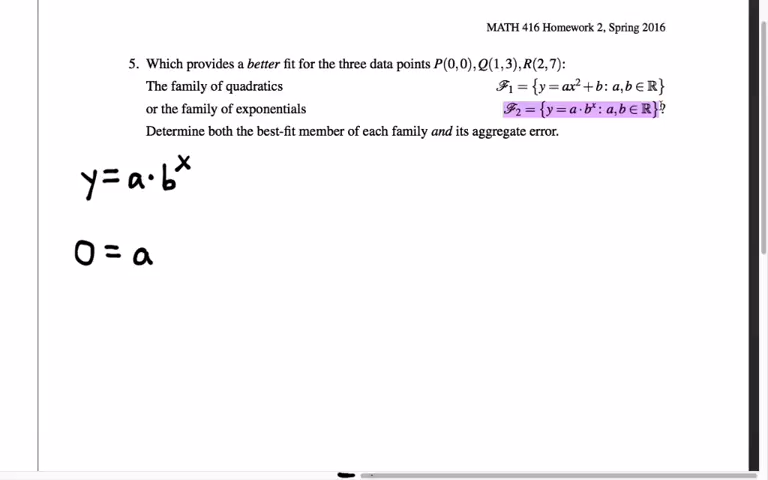 MATH 416 Homework 2, Spring 2016
5. Which provides a better fit for the three data points P(0,0), Q(1,3), R(2,7):
The family of quadratics ℱ₁ = {y = ax² + b : a, b ∈ ℝ}
or the family of exponentials ℱ₂ = {y = a · bˣ : a, b ∈ ℝ}?
Determine both the best-fit member of each family and its aggregate error.
y = a · bˣ
0 = a